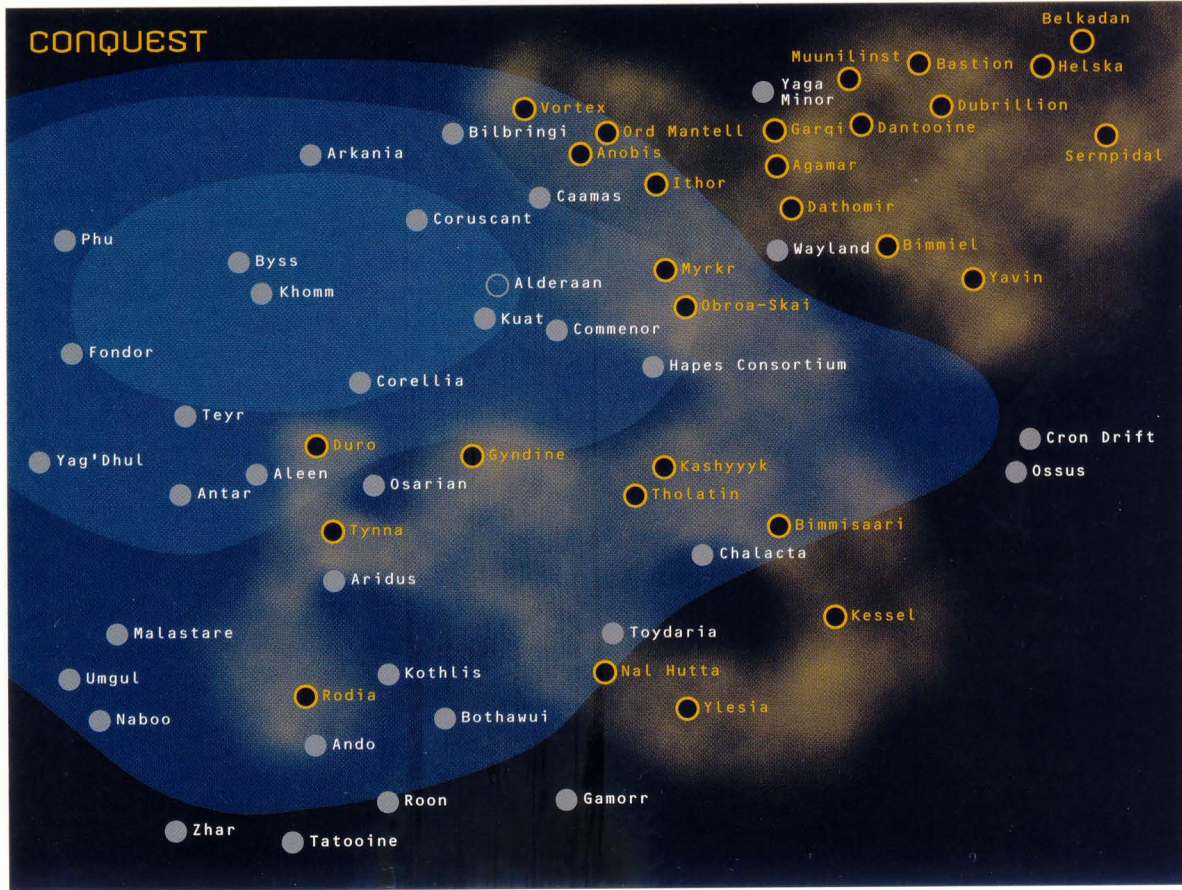 CONQUEST
Belkadan
Muunilinst
Bastion
Helska
Yaga
Minor
Vortex
Dubrillion
Bilbringi
Ord Mantell
Garqi
Dantooine
Arkania
Anobis
Sernpidal
Agamar
Ithor
Caamas
Dathomir
Coruscant
Phu
Wayland
Bimmiel
Byss
Myrkr
Yavin
Alderaan
Khomm
Obroa-Skai
Kuat
Commenor
Fondor
Hapes Consortium
Corellia
Teyr
Cron Drift
Duro
Gyndine
Yag'Dhul
Kashyyyk
Ossus
Aleen
Osarian
Antar
Tholatin
Bimmisaari
Tynna
Chalacta
Aridus
Kessel
Malastare
Toydaria
Nal Hutta
Kothlis
Umgul
Rodia
Ylesia
Naboo
Bothawui
Ando
Roon
Gamorr
Zhar
Tatooine